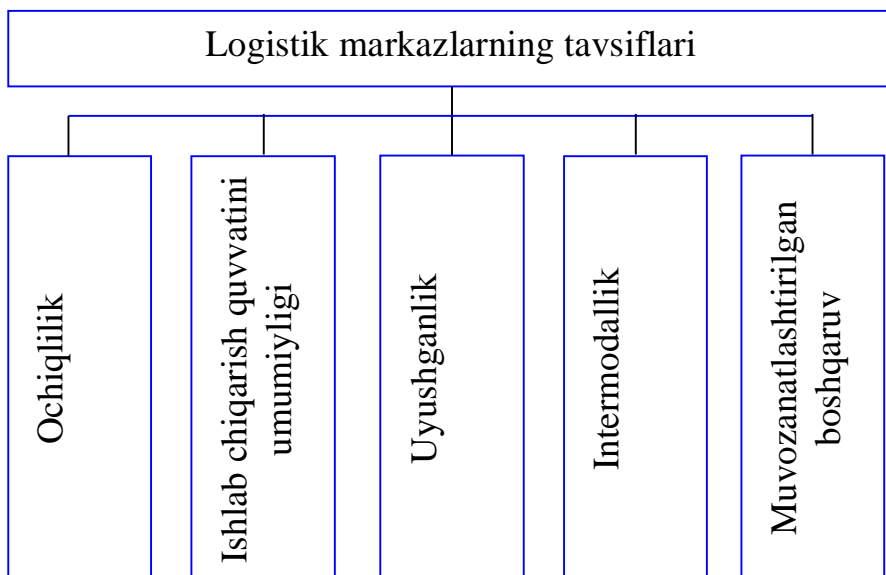 Logistik markazlarning tavsiflari
Ochiqlilik
Ishlab chiqarish quvvatini
umumiyligi
Uyushganlik
Intermodallik
Muvozanatlashtirilgan
boshqaruv